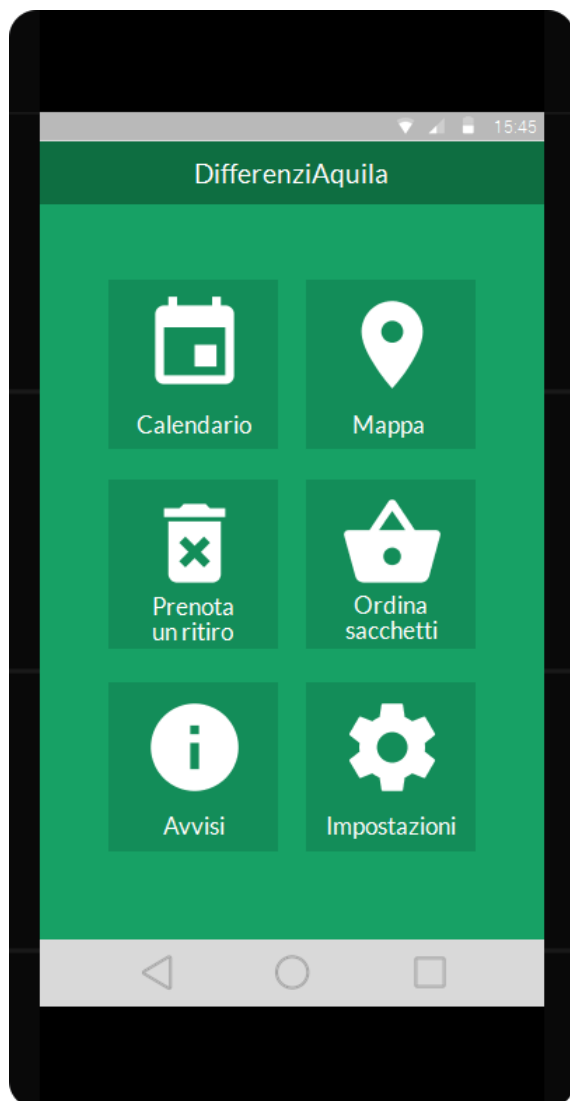 15:45
DifferenziAquila
Calendario
Mappa
Prenota
un ritiro
Ordina
sacchetti
Avvisi
Impostazioni